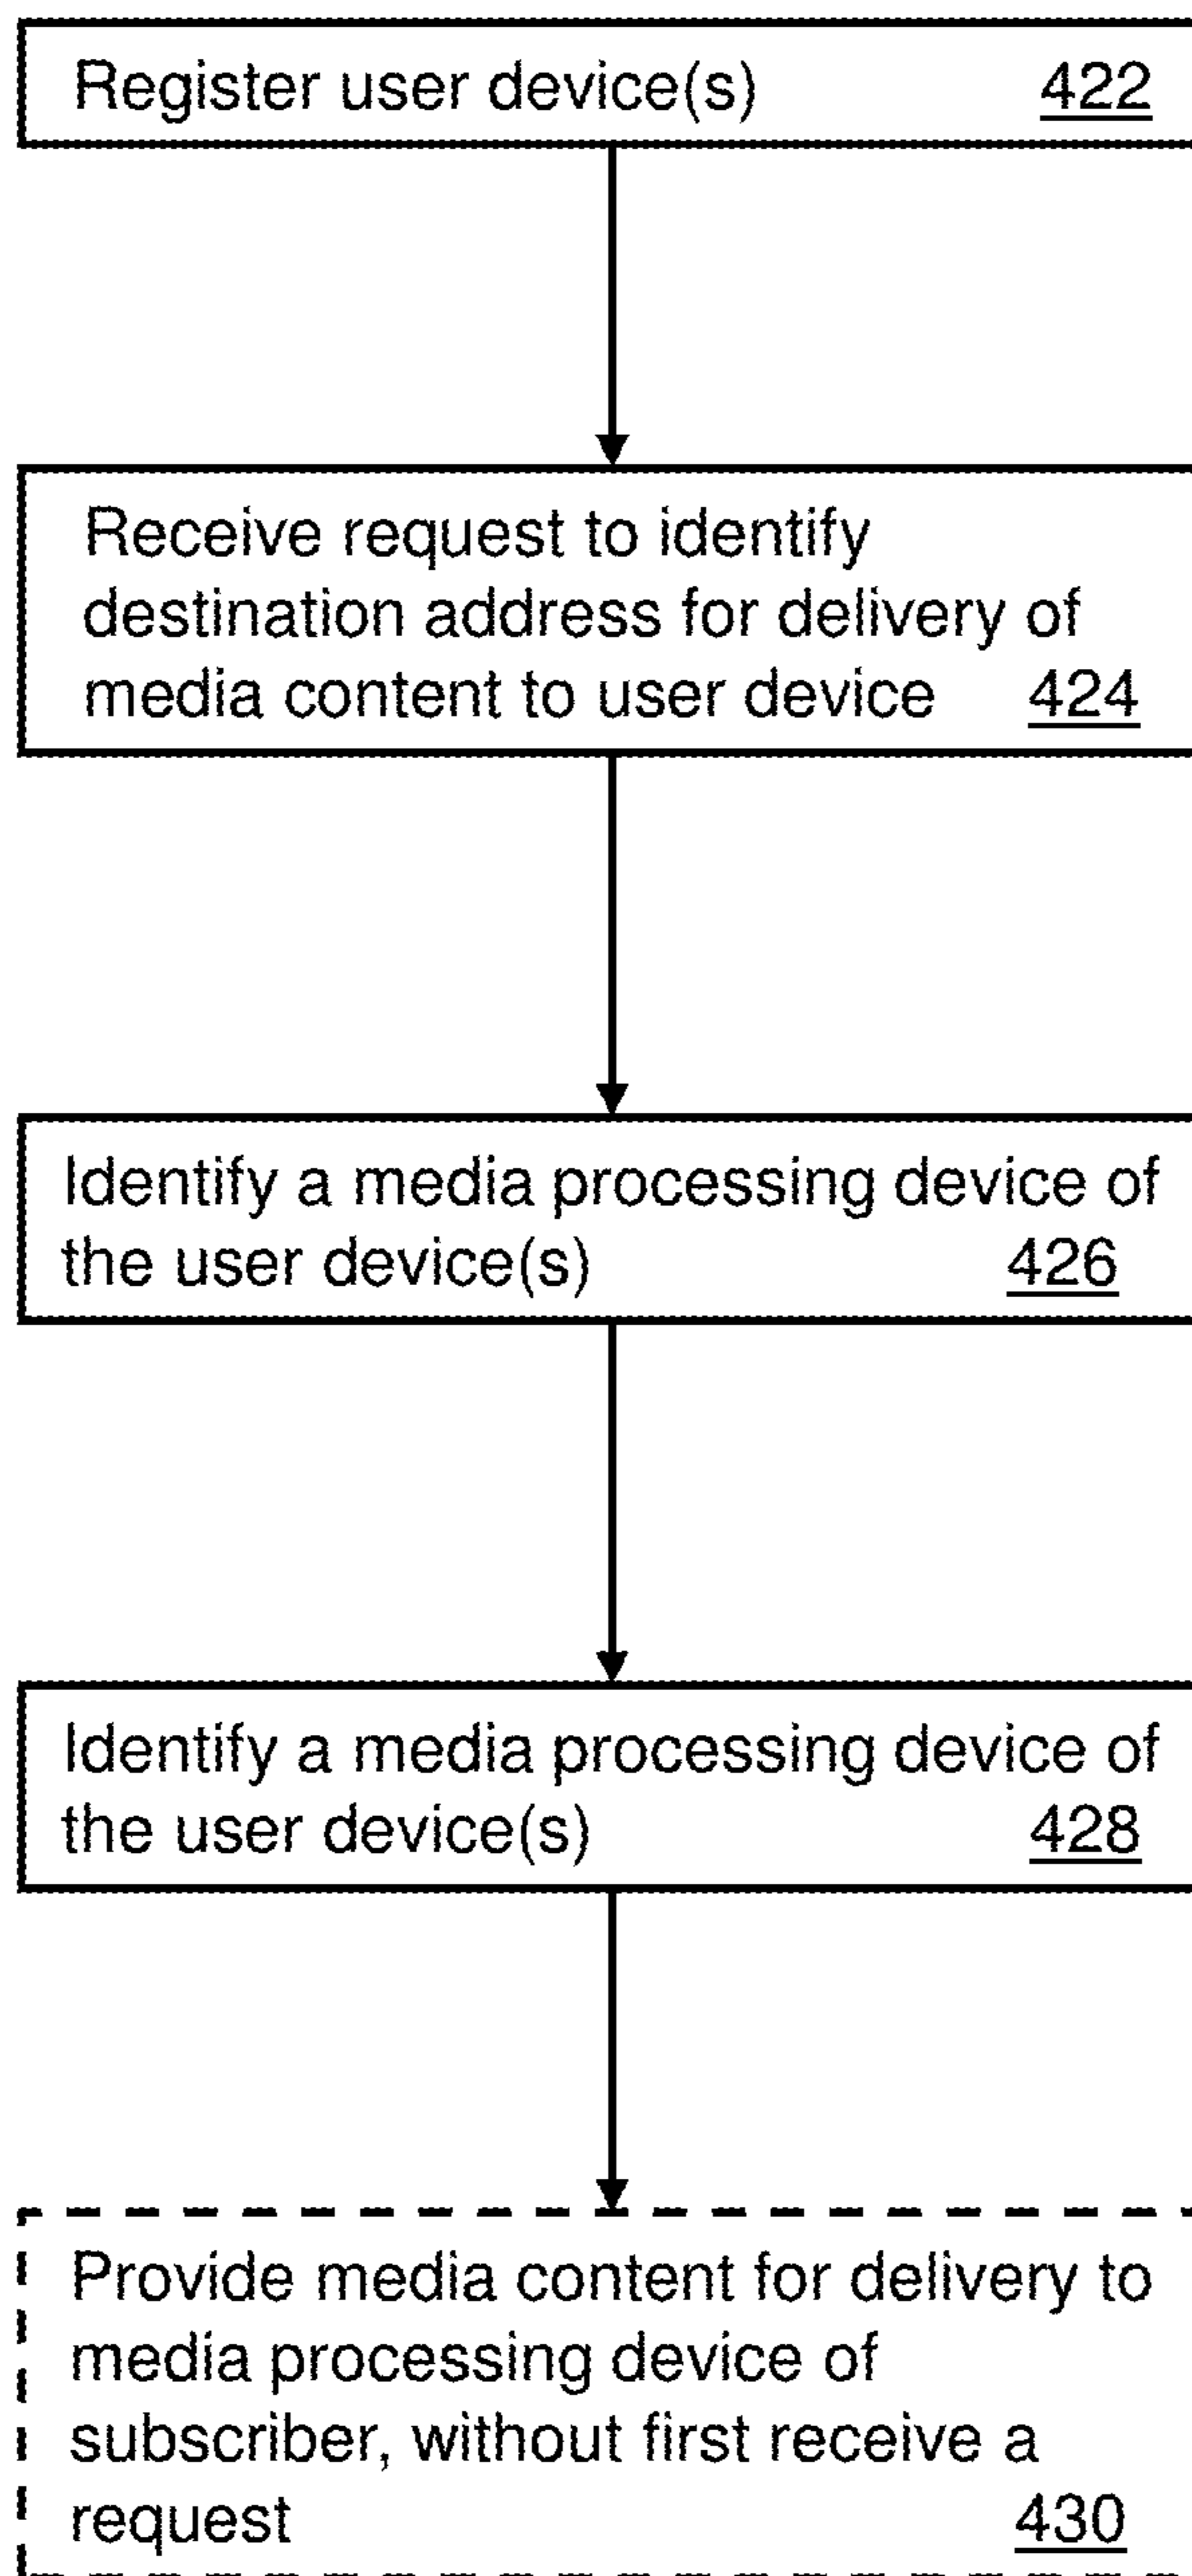 Register user device(s) 422
Receive request to identify
destination address for delivery of
media content to user device 424
Identify a media processing device of
the user device(s) 426
Identify a media processing device of
the user device(s) 428
Provide media content for delivery to
media processing device of
subscriber, without first receive a
request 430